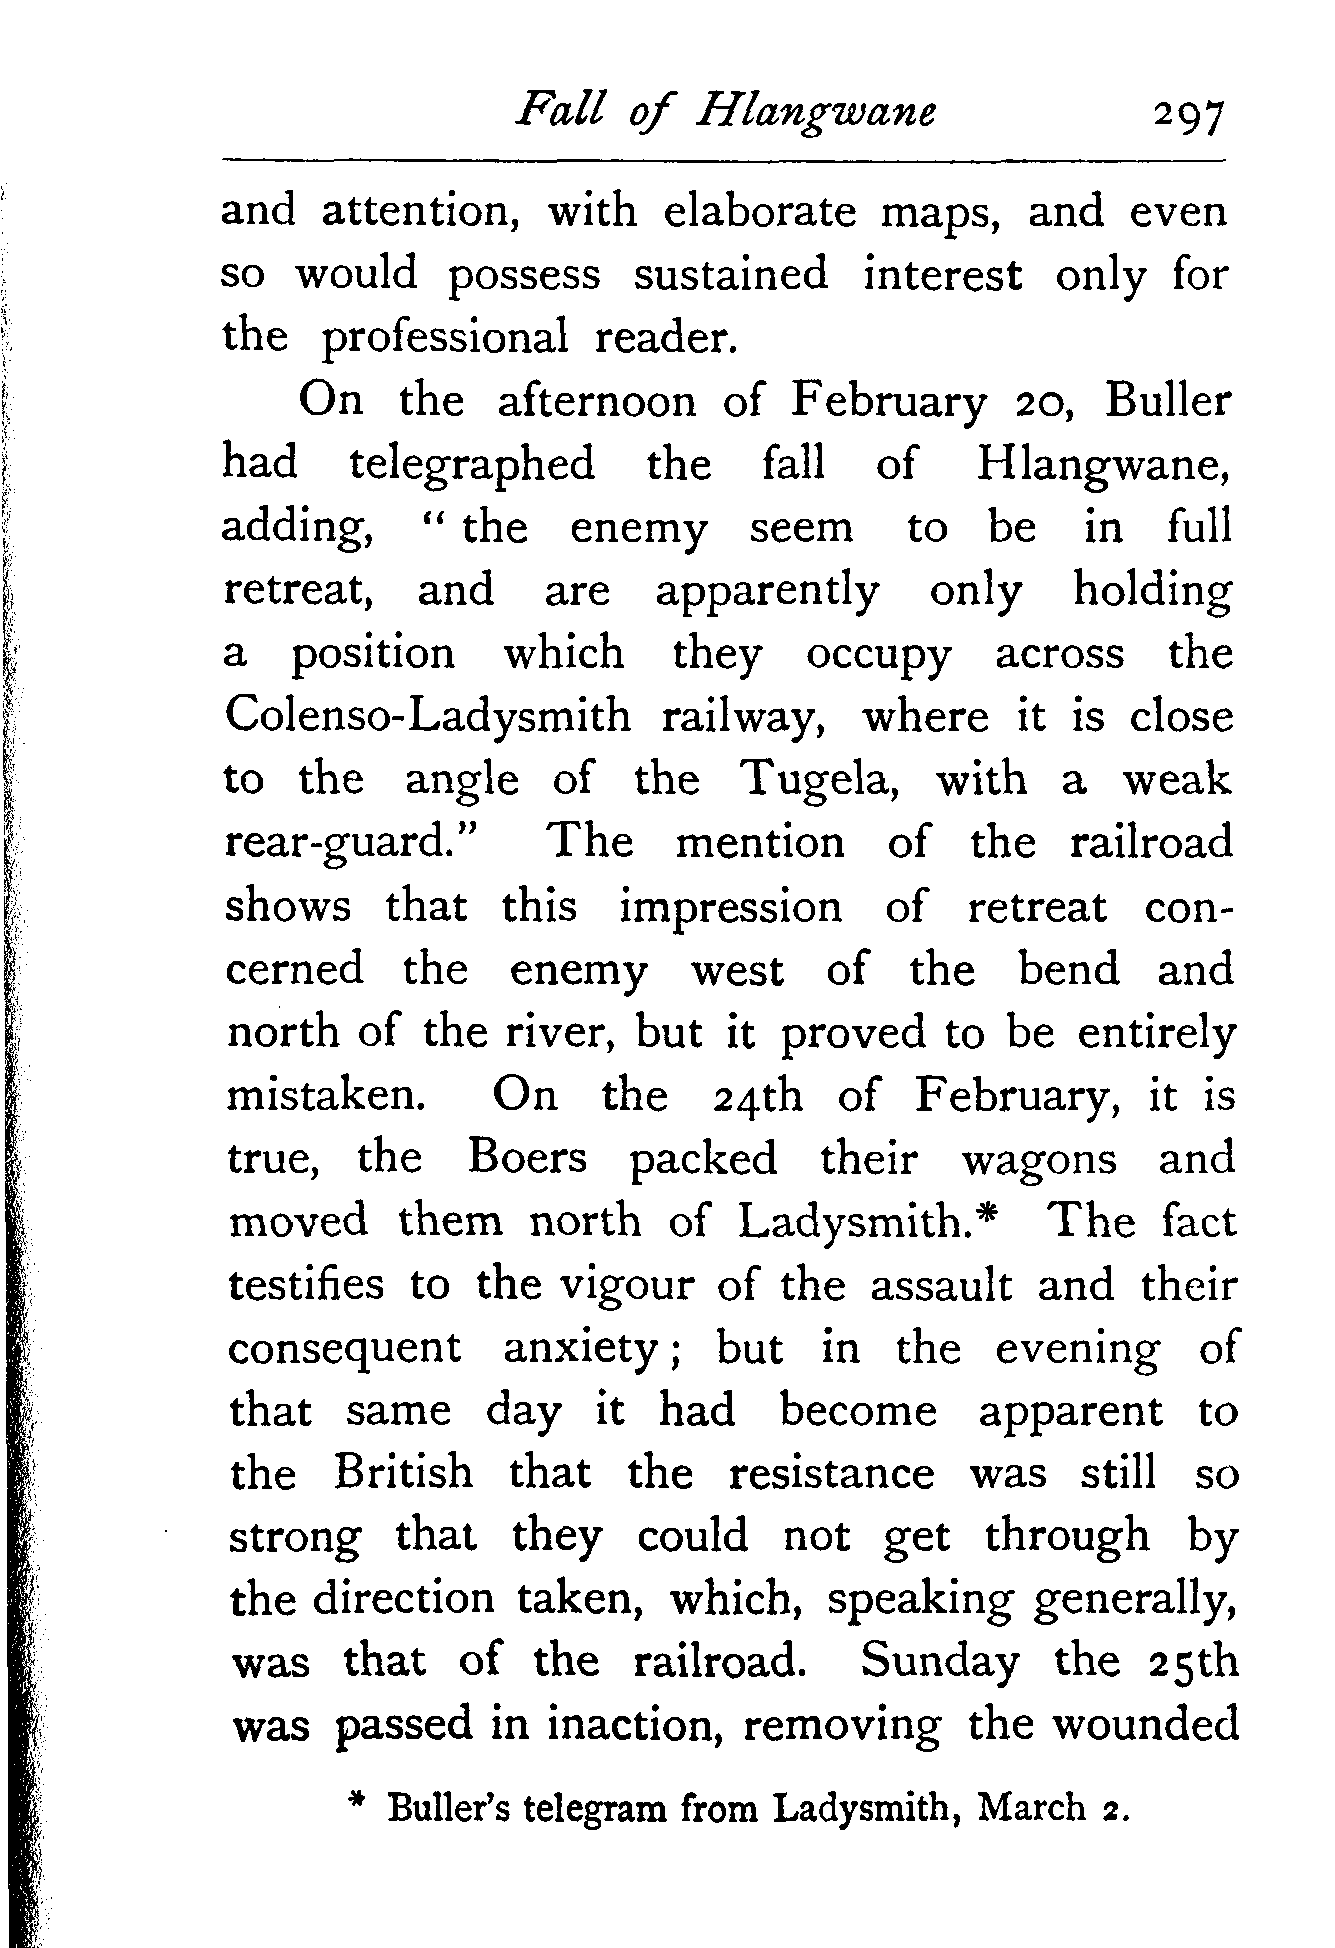 Fall of Hlangwane 297
and attention, with elaborate maps, and even
so would possess sustained interest only for
the professional reader.
On the afternoon of February 20, Buller
had telegraphed the fall of Hlangwane,
adding, “ the enemy seem to be in full
retreat, and are apparently only holding
a position which they occupy across the
Colenso-Ladysmith railway, where it is close
to the angle of the Tugela, with a weak
rear-guard.” The mention of the railroad
shows that this impression of retreat con-
cerned the enemy west of the bend and
north of the river, but it proved to be entirely
mistaken. On the 24th of February, it is
true, the Boers packed their wagons and
moved them north of Ladysmith.* The fact
testifies to the vigour of the assault and their
consequent anxiety ; but in the evening of
that same day it had become apparent to
the British that the resistance was still so
strong that they could not get through by
the direction taken, which, speaking generally,
was that of the railroad. Sunday the 25th
was passed in inaction, removing the wounded
* Buller’s telegram from Ladysmith, March 2.